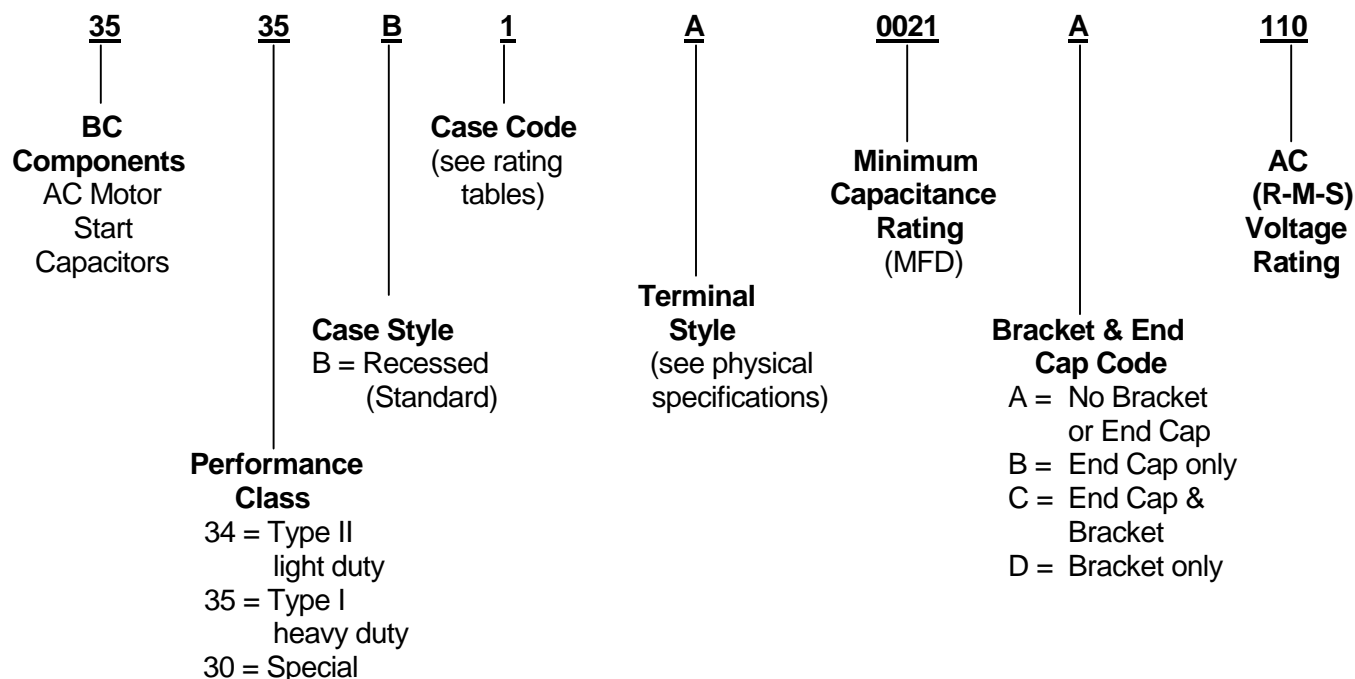 35 35 B 1 A 0021 A 110
BC
Components
AC Motor
Start
Capacitors
Case Code
(see rating
tables)
Minimum
Capacitance
Rating
(MFD)
AC
(R-M-S)
Voltage
Rating
Case Style
B = Recessed
(Standard)
Terminal
Style
(see physical
specifications)
Bracket & End
Cap Code
A = No Bracket
or End Cap
B = End Cap only
C = End Cap &
Bracket
D = Bracket only
Performance
Class
34 = Type II
light duty
35 = Type I
heavy duty
30 = Special